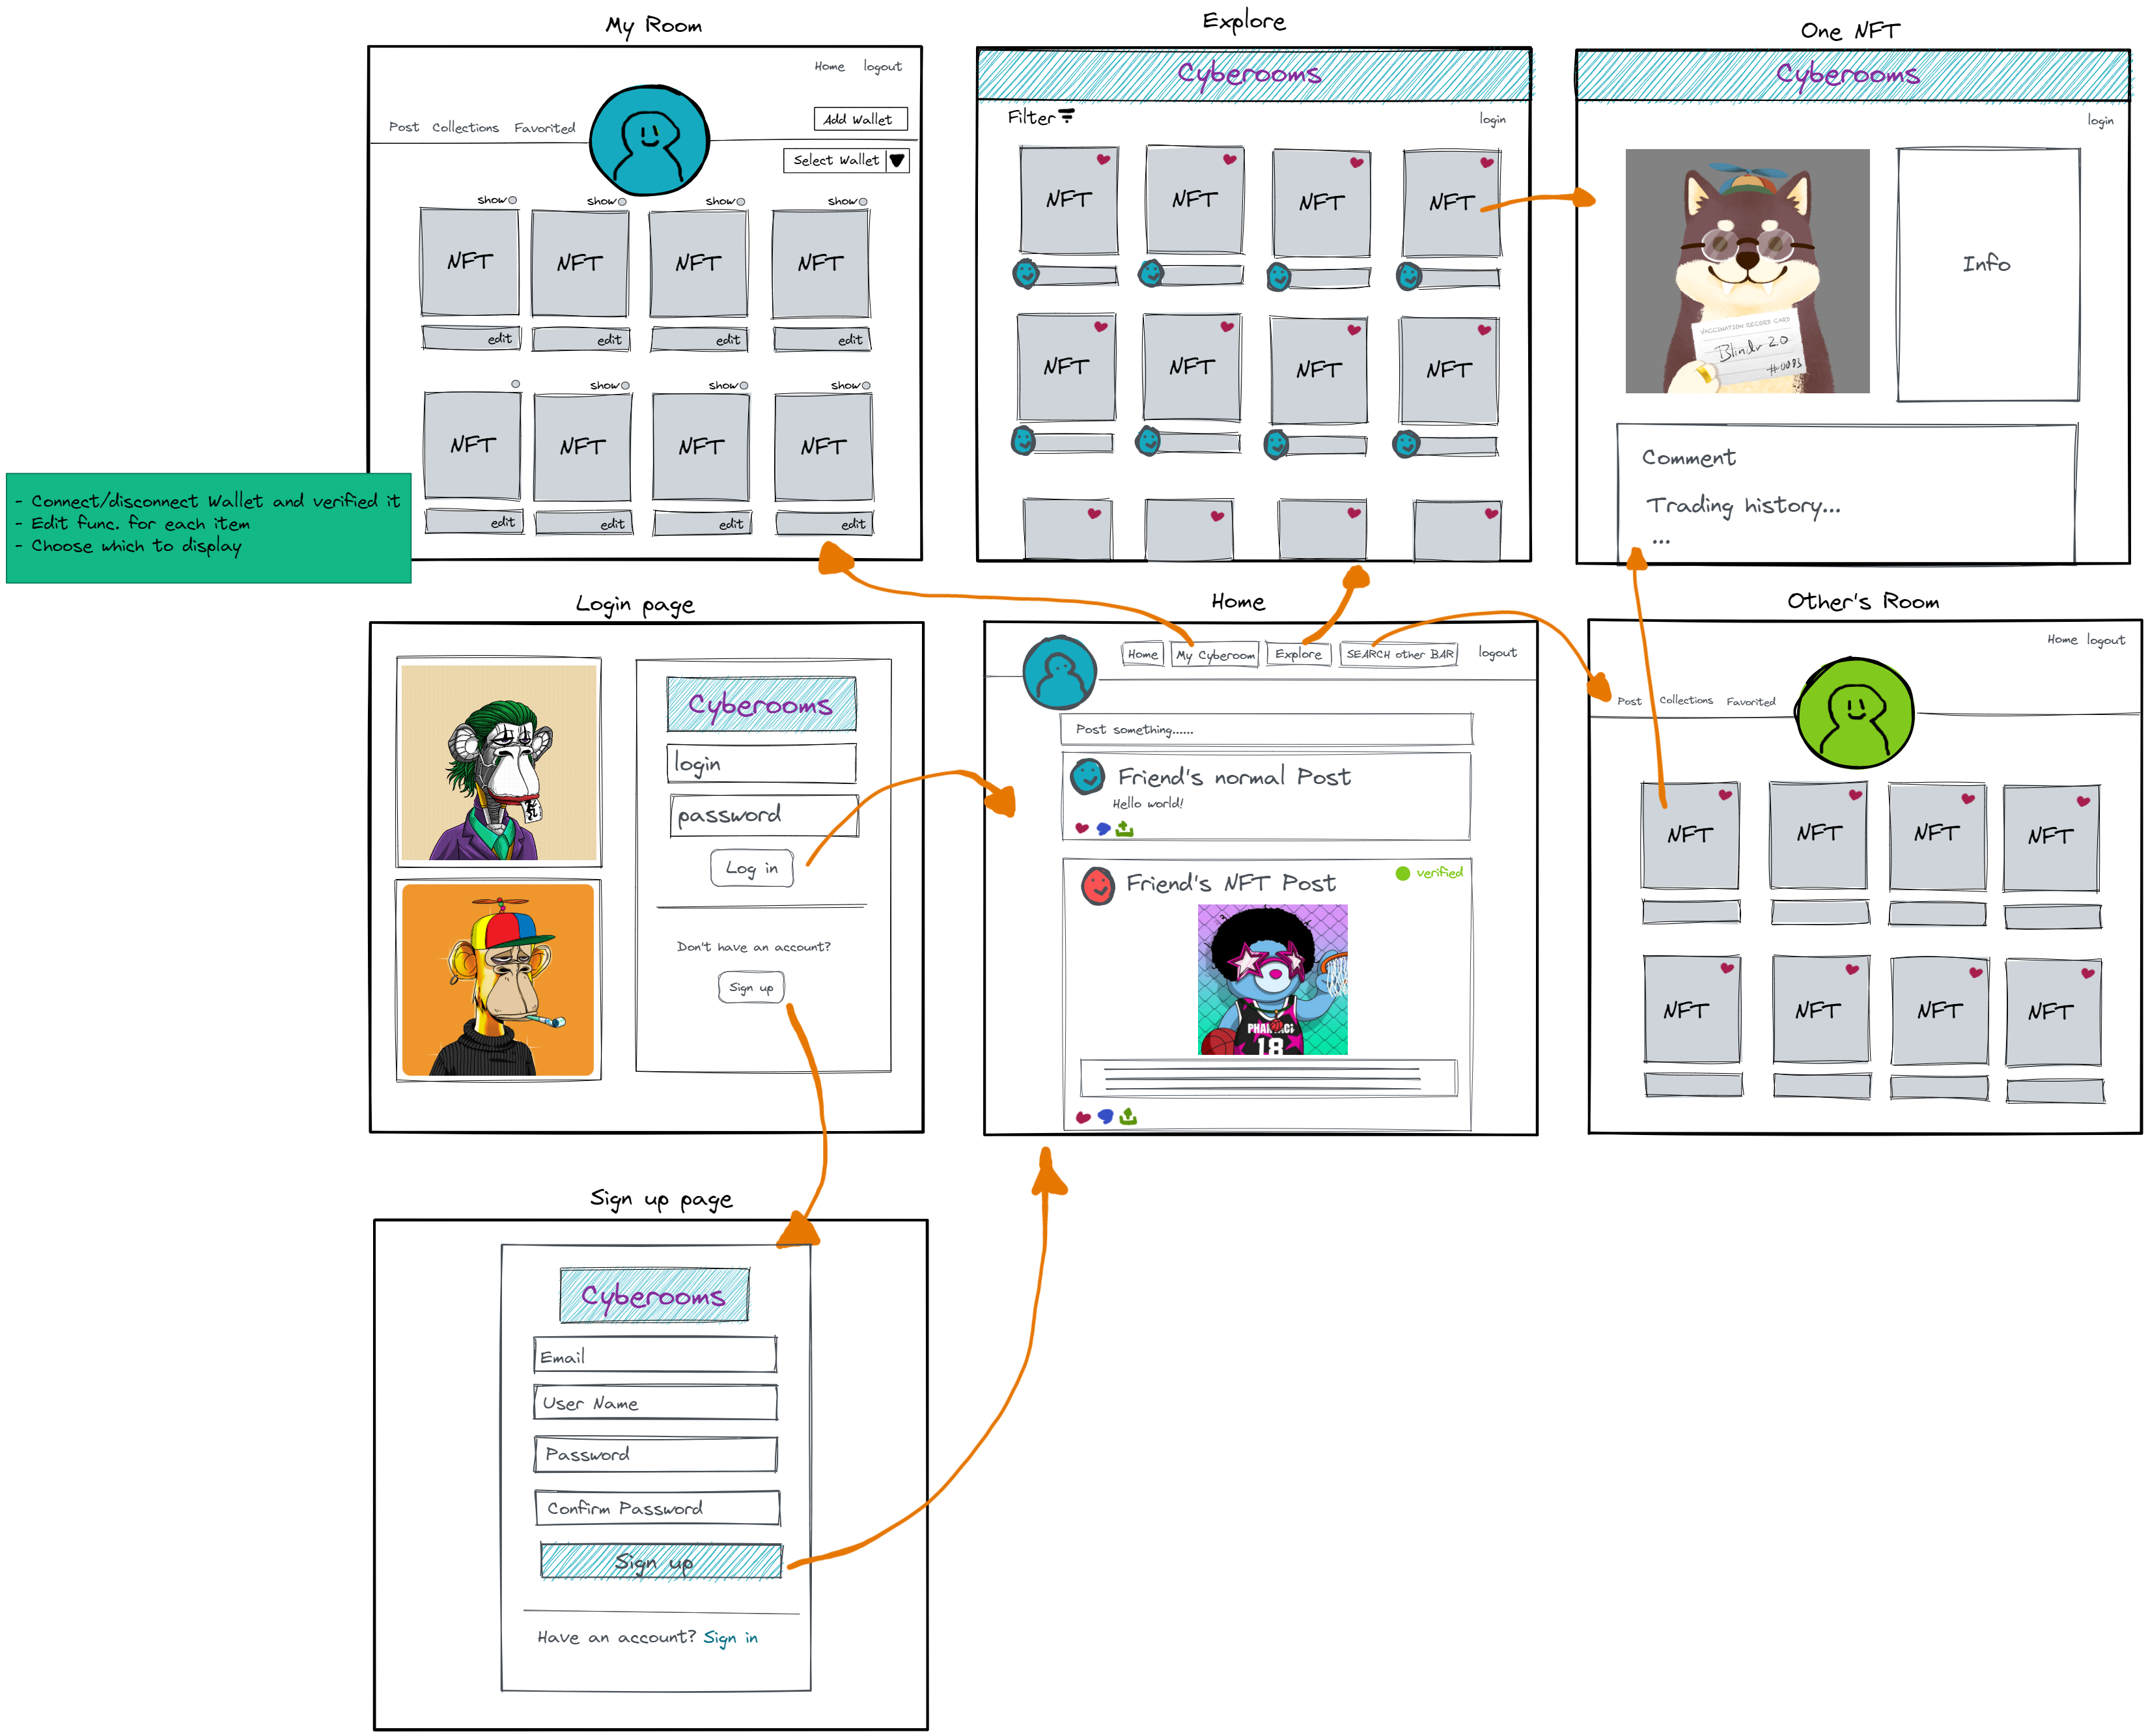 My Room
Home logout
Add Wallet
Post Collections Favorited
Select Wallet
show show show show
NFT NFT NFT NFT
edit edit edit edit
show show show
NFT NFT NFT NFT
edit edit edit edit
- Connect/disconnect Wallet and verified it
- Edit func. for each item
- Choose which to display
Explore
Cyberooms
Filter
login
NFT NFT NFT NFT
NFT NFT NFT NFT
One NFT
Cyberooms
login
VACCINATION RECORD CARD
Blindr 2.0
#0083
Info
Comment
Trading history...
...
Login page
Cyberooms
login
password
Log in
Don't have an account?
Sign up
Home
Home My Cyberoom Explore SEARCH other BAR logout
Post something......
Friend's normal Post
Hello world!
Friend's NFT Post
verified
18
Other's Room
Home logout
Post Collections Favorited
NFT NFT NFT NFT
NFT NFT NFT NFT
Sign up page
Cyberooms
Email
User Name
Password
Confirm Password
Sign up
Have an account? Sign in